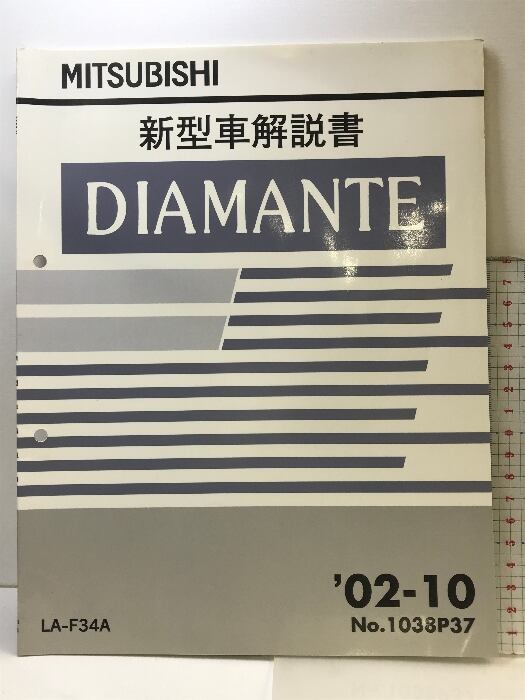 MITSUBISHI
新型車解説書
DIAMANTE
'02-10
LA-F34A
No.1038P37